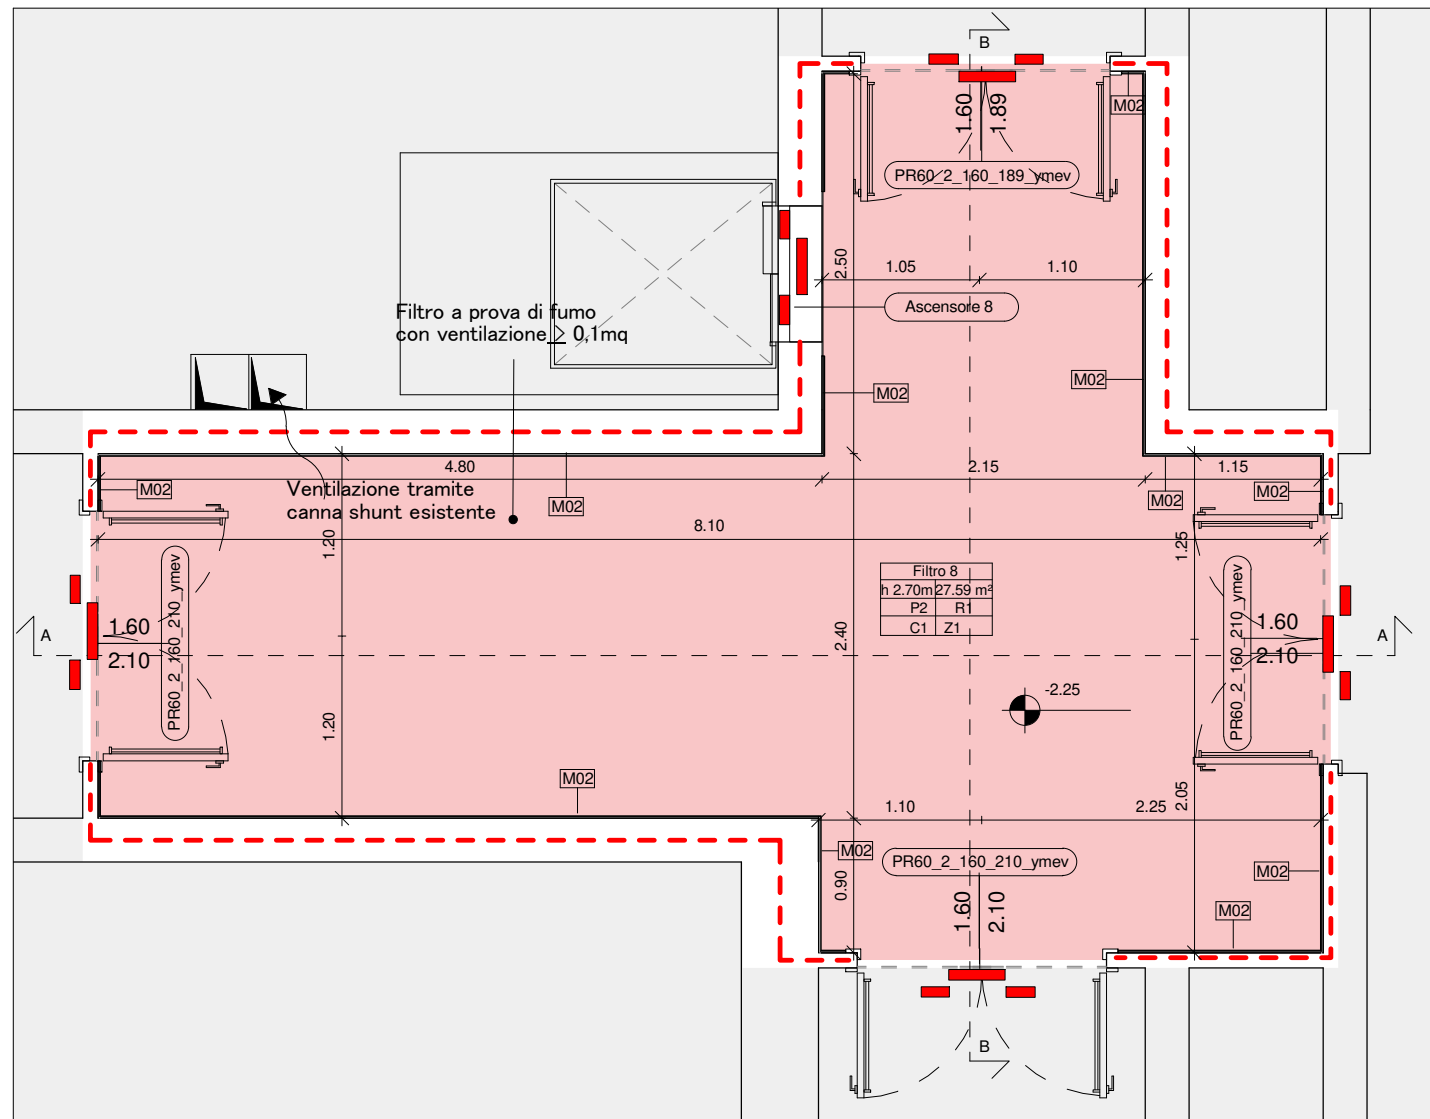 B
M02
1.60
1.89
PR60_2_160_189_ymev
2.50
1.05
1.10
Ascensore 8
Filtro a prova di fumo
con ventilazione ≥ 0,1mq
M02
M02
4.80
2.15
1.15
M02
Ventilazione tramite
canna shunt esistente
M02
M02
M02
8.10
1.20
1.25
Filtro 8
h 2.70m 27.59 m²
P2 R1
C1 Z1
A
1.60
2.10
PR60_2_160_210_ymev
2.40
PR60_2_160_210_ymev
1.60
2.10
A
-2.25
1.20
M02
1.10
2.25
2.05
M02
PR60_2_160_210_ymev
M02
0.90
1.60
2.10
M02
B